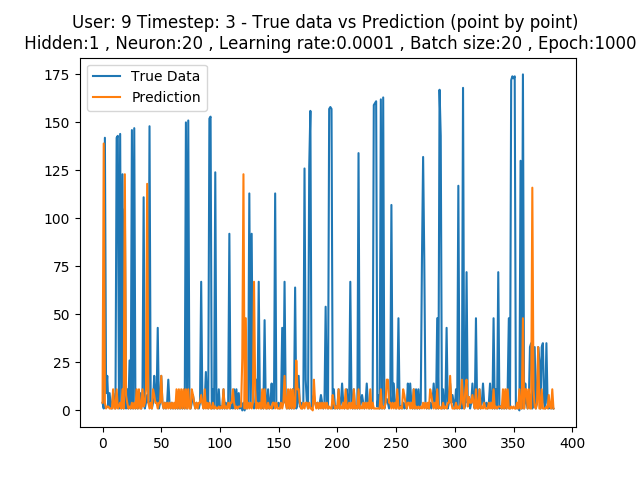 User: 9 Timestep: 3 - True data vs Prediction (point by point)
Hidden:1 , Neuron:20 , Learning rate:0.0001 , Batch size:20 , Epoch:1000
True Data
Prediction
175
150
125
100
75
50
25
0
0 50 100 150 200 250 300 350 400